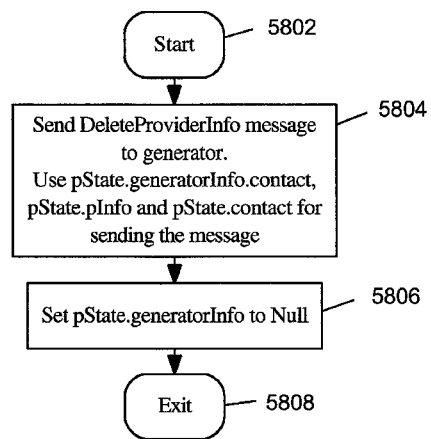 Start
5802
Send DeleteProviderInfo message
to generator.
Use pState.generatorInfo.contact,
pState.pInfo and pState.contact for
sending the message
5804
Set pState.generatorInfo to Null
5806
Exit
5808